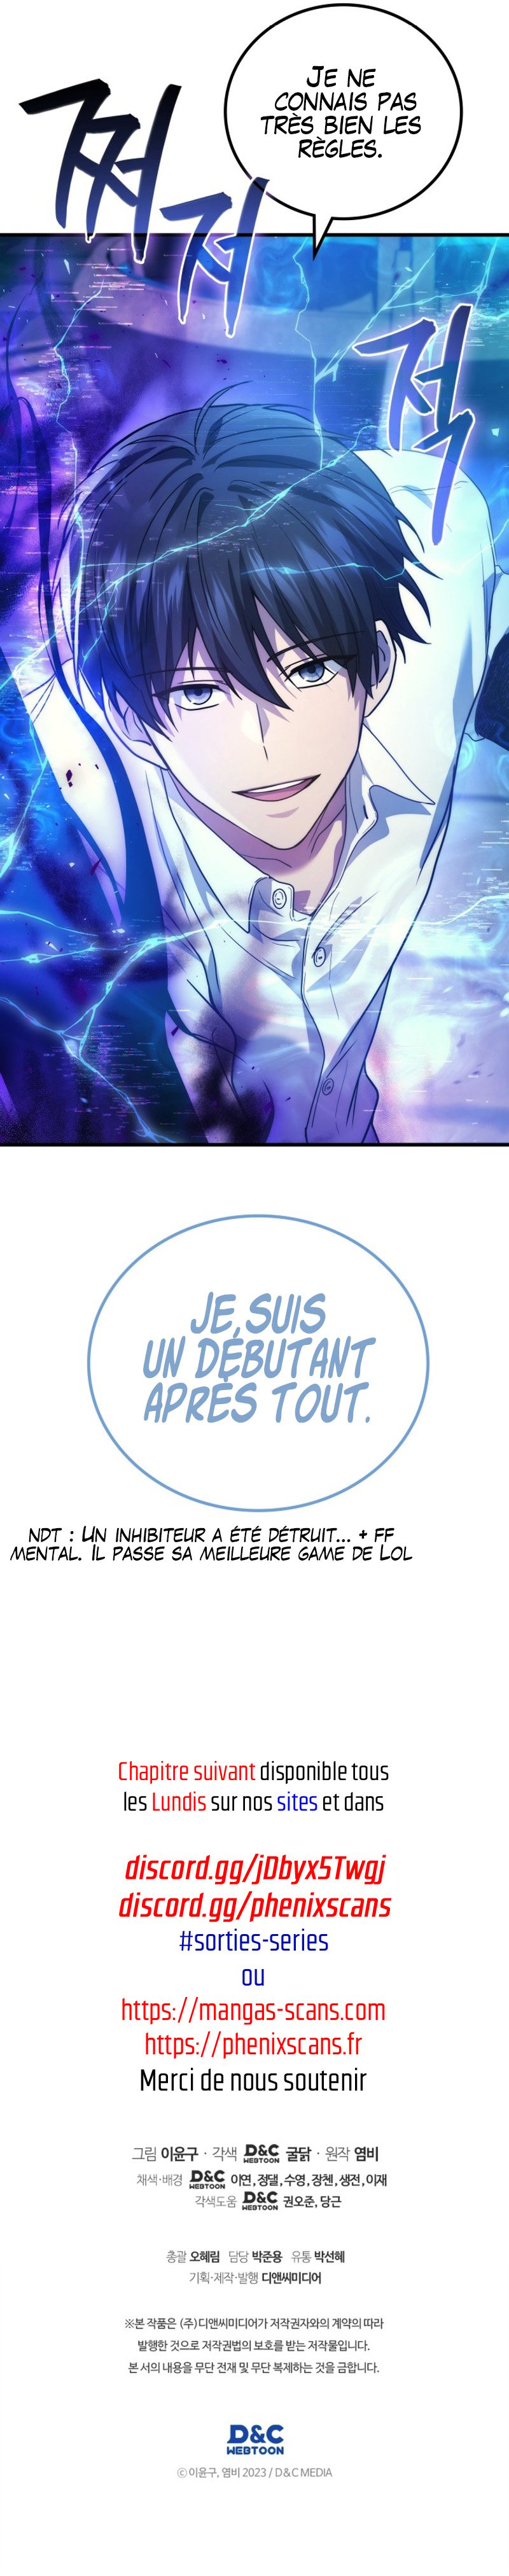 Je ne
connais pas
très bien les
règles.
쩌
저
적
Je suis
un débutant
après tout.
NDT : Un inhibiteur a été détruit... + FF
mental. Il passe sa meilleure game de Lol
Chapitre suivant disponible tous
les Lundis sur nos sites et dans
discord.gg/jDbyx5Twgj
discord.gg/phenixscans
#sorties-series
ou
https://mangas-scans.com
https://phenixscans.fr
Merci de nous soutenir
그림 이윤구 · 각색 D&C WEBTOON 굴닭 · 원작 염비
채색·배경 D&C WEBTOON 이연, 정댈, 수영, 장첸, 생전, 이재
각색도움 D&C WEBTOON 권오준, 당근
총괄 오혜림 담당 박준용 유통 박선혜
기획·제작·발행 디앤씨미디어
※본 작품은 (주)디앤씨미디어가 저작권자와의 계약의 따라
발행한 것으로 저작권법의 보호를 받는 저작물입니다.
본 서의 내용을 무단 전재 및 무단 복제하는 것을 금합니다.
D&C
WEBTOON
ⓒ 이윤구, 염비 2023 / D&C MEDIA